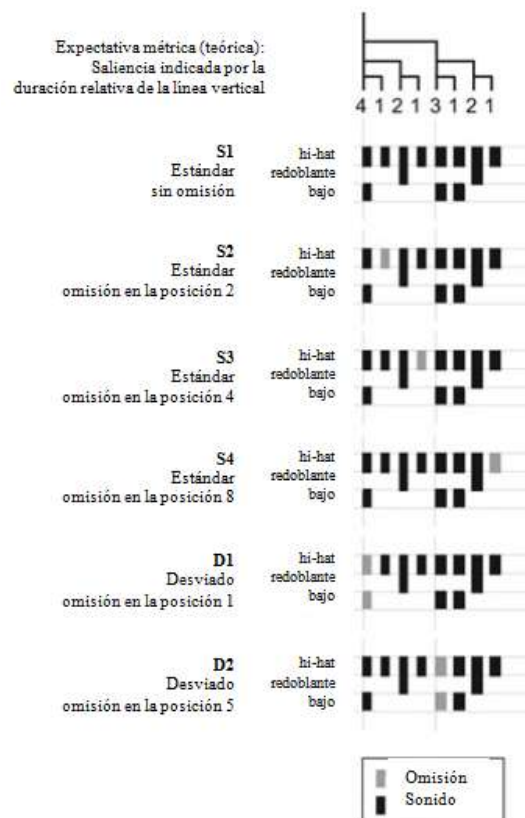 Expectativa métrica (teórica):
Saliencia indicada por la
duración relativa de la línea vertical
4 1 2 1 3 1 2 1
S1
Estándar
sin omisión
hi-hat
redoblante
bajo
S2
Estándar
omisión en la posición 2
hi-hat
redoblante
bajo
S3
Estándar
omisión en la posición 4
hi-hat
redoblante
bajo
S4
Estándar
omisión en la posición 8
hi-hat
redoblante
bajo
D1
Desviado
omisión en la posición 1
hi-hat
redoblante
bajo
D2
Desviado
omisión en la posición 5
hi-hat
redoblante
bajo
Omisión
Sonido